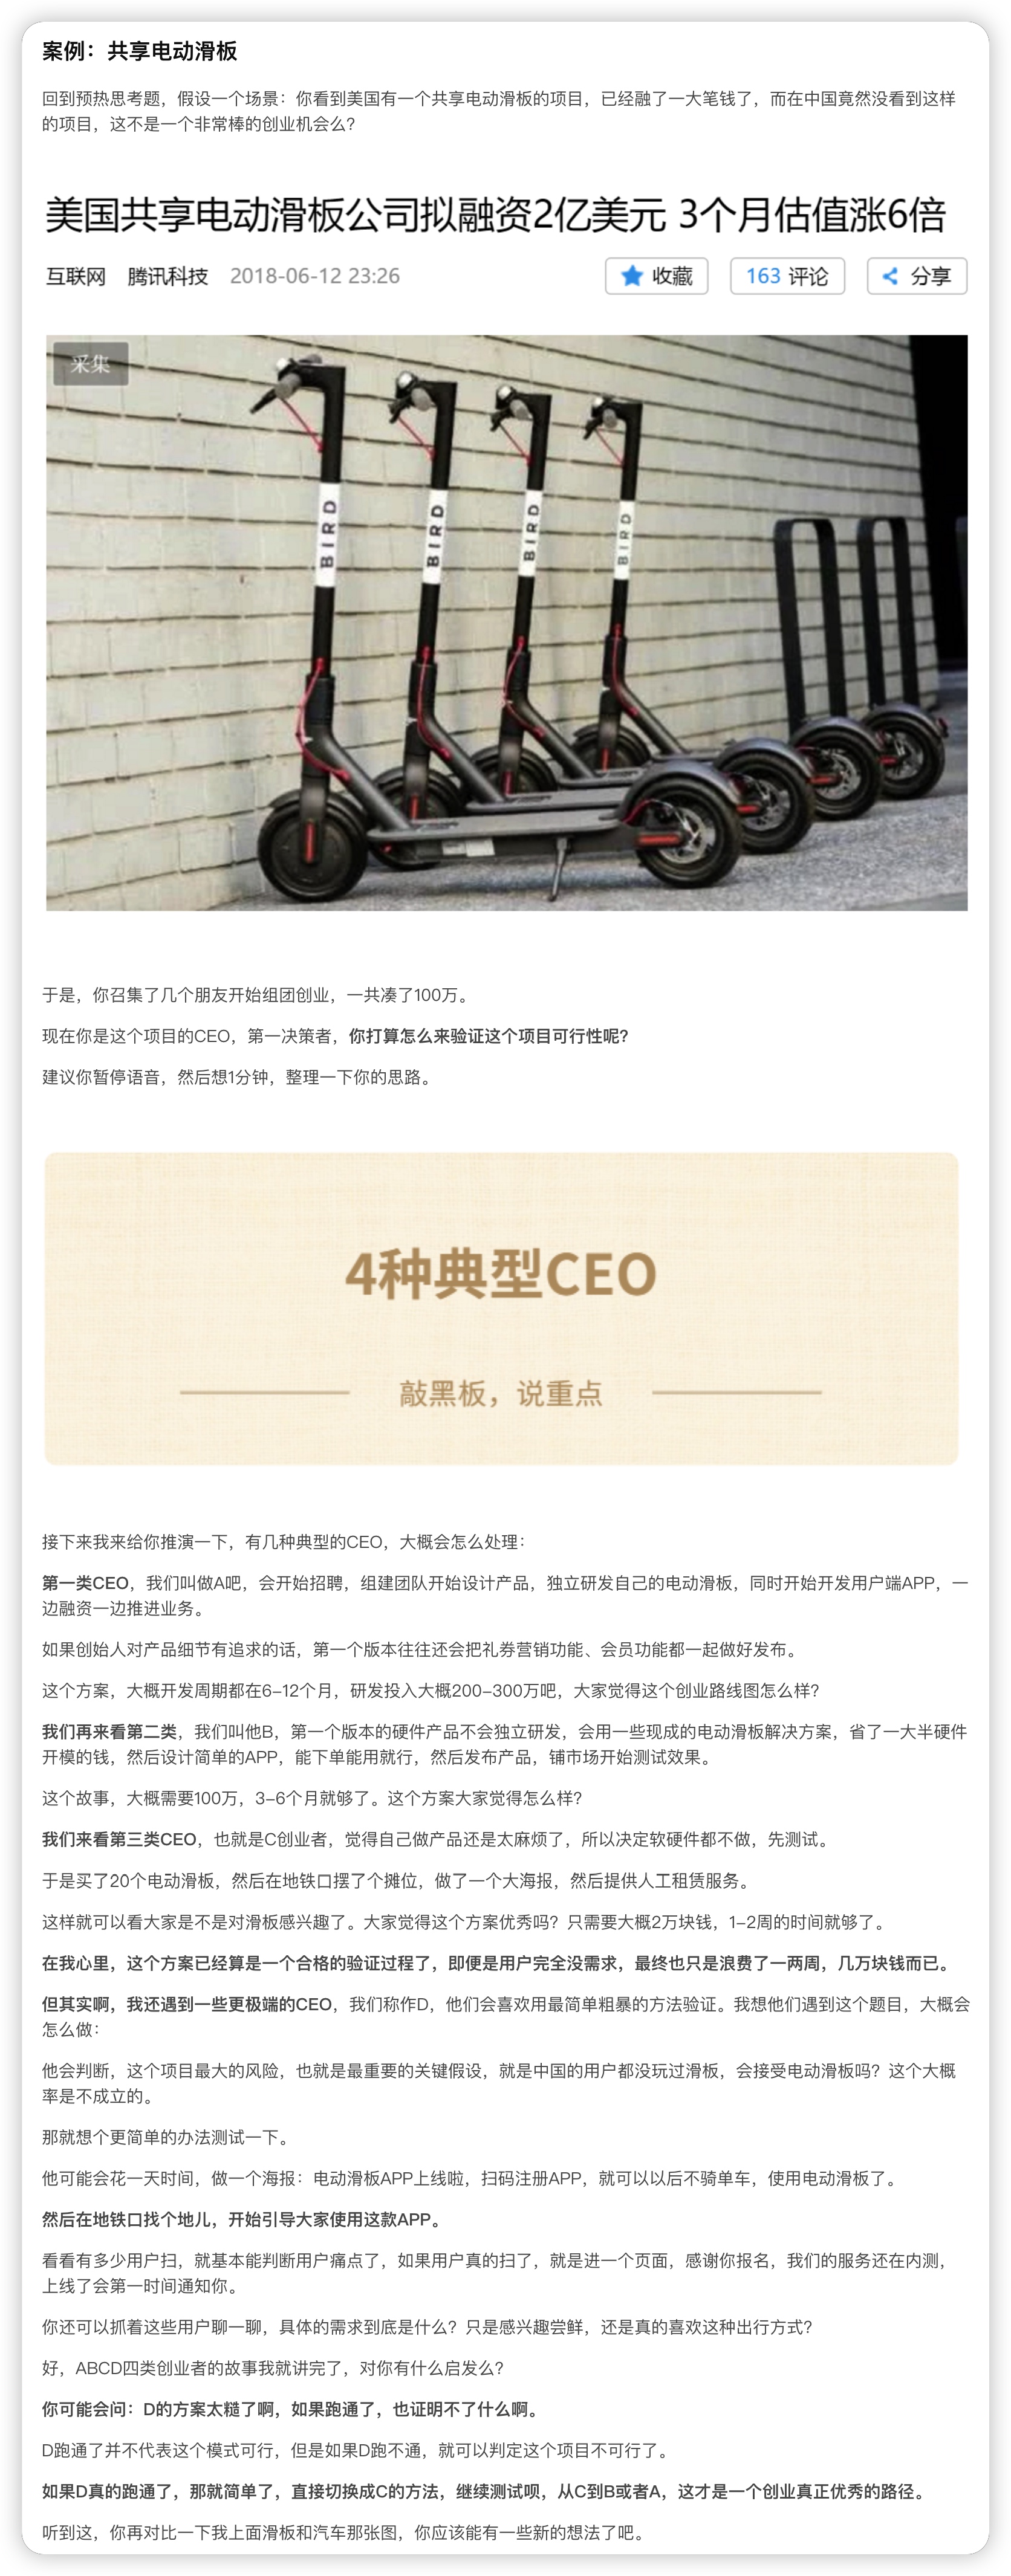 案例：共享电动滑板
回到预热思考题，假设一个场景：你看到美国有一个共享电动滑板的项目，已经融了一大笔钱了，而在中国竟然没看到这样
的项目，这不是一个非常棒的创业机会么？
美国共享电动滑板公司拟融资2亿美元 3个月估值涨6倍
互联网 腾讯科技 2018-06-12 23:26 收藏 163 评论 分享
采集
BIRD BIRD BIRD BIRD
于是，你召集了几个朋友开始组团创业，一共凑了100万。
现在你是这个项目的CEO，第一决策者，你打算怎么来验证这个项目可行性呢？
建议你暂停语音，然后想1分钟，整理一下你的思路。
4种典型CEO
敲黑板，说重点
接下来我来给你推演一下，有几种典型的CEO，大概会怎么处理：
第一类CEO，我们叫做A吧，会开始招聘，组建团队开始设计产品，独立研发自己的电动滑板，同时开始开发用户端APP，一
边融资一边推进业务。
如果创始人对产品细节有追求的话，第一个版本往往还会把礼券营销功能、会员功能都一起做好发布。
这个方案，大概开发周期都在6-12个月，研发投入大概200-300万吧，大家觉得这个创业路线图怎么样？
我们再来看第二类，我们叫他B，第一个版本的硬件产品不会独立研发，会用一些现成的电动滑板解决方案，省了一大半硬件
开模的钱，然后设计简单的APP，能下单能用就行，然后发布产品，铺市场开始测试效果。
这个故事，大概需要100万，3-6个月就够了。这个方案大家觉得怎么样？
我们来看第三类CEO，也就是C创业者，觉得自己做产品还是太麻烦了，所以决定软硬件都不做，先测试。
于是买了20个电动滑板，然后在地铁口摆了个摊位，做了一个大海报，然后提供人工租赁服务。
这样就可以看大家是不是对滑板感兴趣了。大家觉得这个方案优秀吗？只需要大概2万块钱，1-2周的时间就够了。
在我心里，这个方案已经算是一个合格的验证过程了，即便是用户完全没需求，最终也只是浪费了一两周，几万块钱而已。
但其实啊，我还遇到一些更极端的CEO，我们称作D，他们会喜欢用最简单粗暴的方法验证。我想他们遇到这个题目，大概会
怎么做：
他会判断，这个项目最大的风险，也就是最重要的关键假设，就是中国的用户都没玩过滑板，会接受电动滑板吗？这个大概
率是不成立的。
那就想个更简单的办法测试一下。
他可能会花一天时间，做一个海报：电动滑板APP上线啦，扫码注册APP，就可以以后不骑单车，使用电动滑板了。
然后在地铁口找个地儿，开始引导大家使用这款APP。
看看有多少用户扫，就基本能判断用户痛点了，如果用户真的扫了，就是进一个页面，感谢你报名，我们的服务还在内测，
上线了会第一时间通知你。
你还可以抓着这些用户聊一聊，具体的需求到底是什么？只是感兴趣尝鲜，还是真的喜欢这种出行方式？
好，ABCD四类创业者的故事我就讲完了，对你有什么启发么？
你可能会问：D的方案太糙了啊，如果跑通了，也证明不了什么啊。
D跑通了并不代表这个模式可行，但是如果D跑不通，就可以判定这个项目不可行了。
如果D真的跑通了，那就简单了，直接切换成C的方法，继续测试呗，从C到B或者A，这才是一个创业真正优秀的路径。
听到这，你再对比一下我上面滑板和汽车那张图，你应该能有一些新的想法了吧。